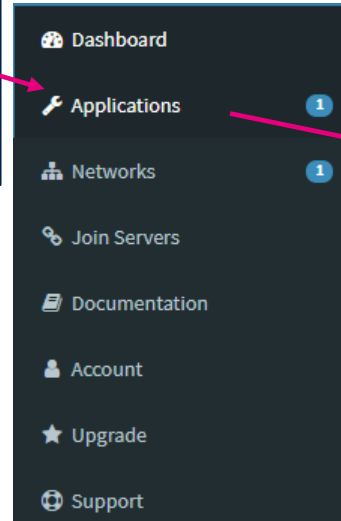 Dashboard
Applications 1
Networks 1
Join Servers
Documentation
Account
Upgrade
Support